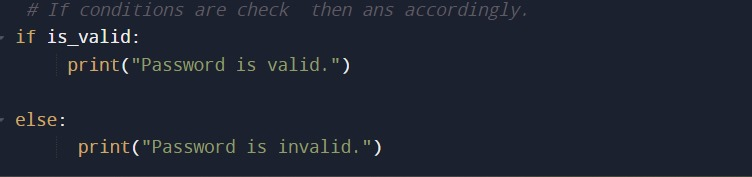 # If conditions are check  then ans accordingly.
if is_valid:
     print("Password is valid.")
else:
      print("Password is invalid.")